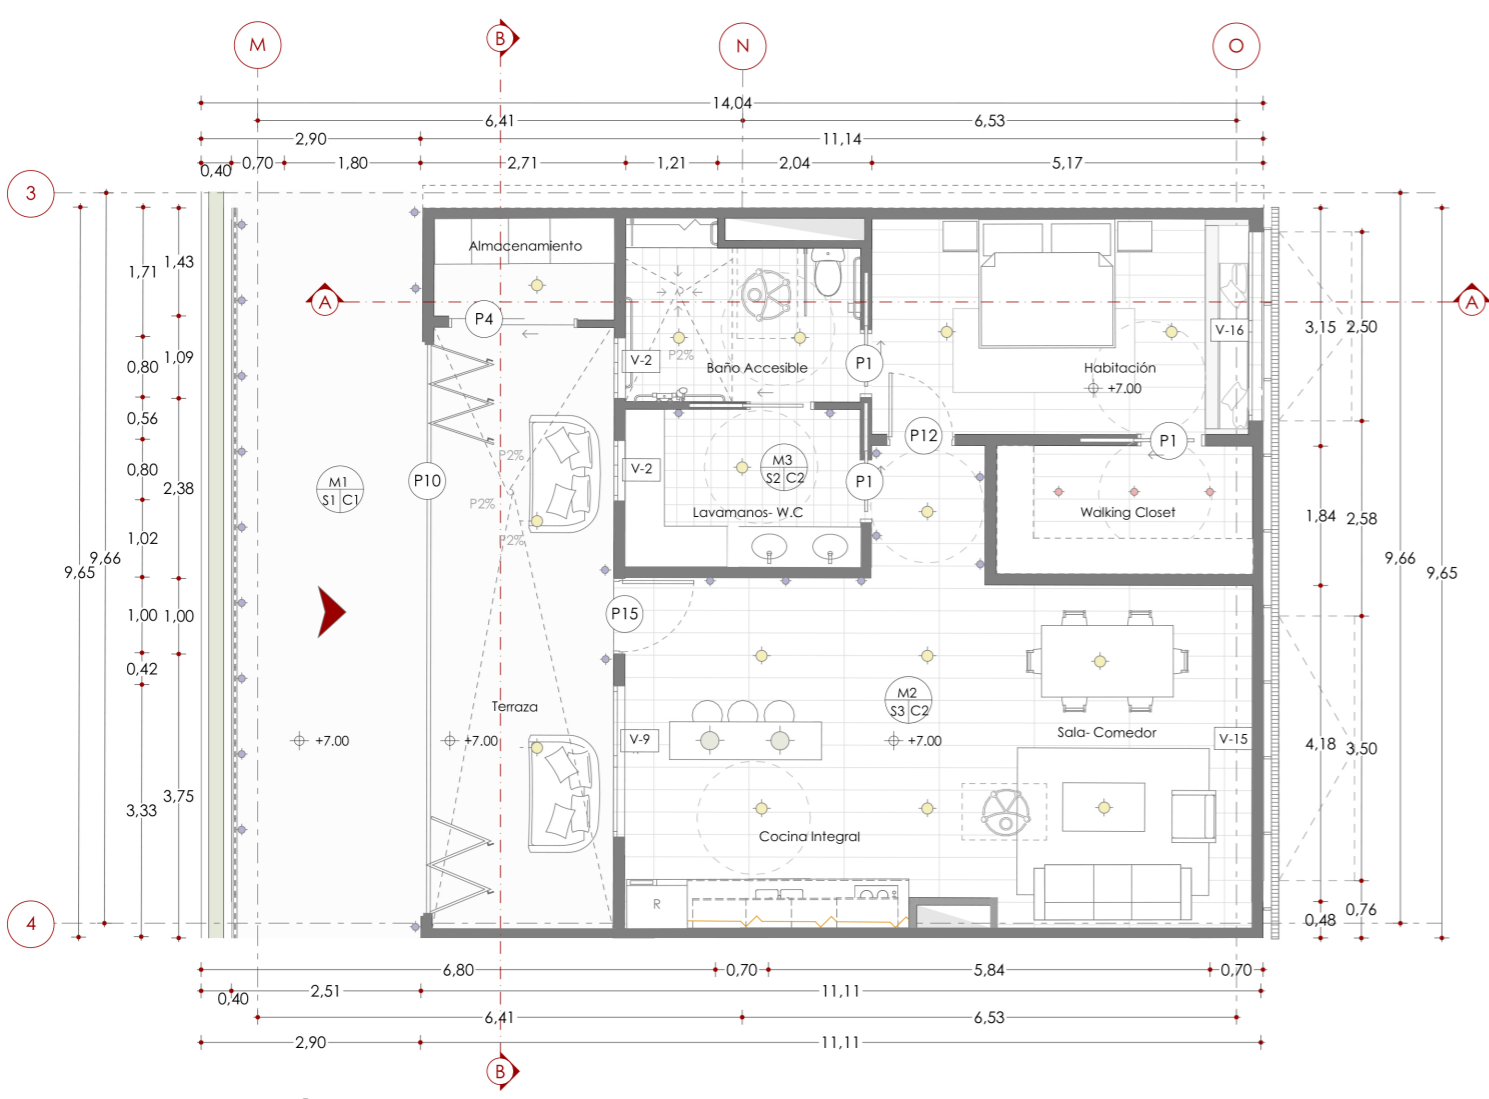 M
B
N
O
14,04
6,41
6,53
2,90
11,14
0,40
0,70
1,80
2,71
1,21
2,04
5,17
3
Almacenamiento
1,71
1,43
A
A
P4
V-2
P2%
Baño Accesible
P1
Habitación
+7.00
V-16
3,15
2,50
0,80
1,09
0,56
P12
P1
P2%
0,80
M1
S1
C1
P10
P2%
2,38
V-2
M3
S2
C2
P1
Lavamanos- W.C
Walking Closet
1,84
2,58
1,02
P2%
9,65
9,66
9,66
9,65
1,00
1,00
P15
0,42
Terraza
M2
S3
C2
Sala- Comedor
+7.00
+7.00
V-9
+7.00
V-15
4,18
3,50
3,33
3,75
Cocina Integral
R
4
0,48
0,76
6,80
0,70
5,84
0,70
0,40
2,51
11,11
6,41
6,53
2,90
11,11
B